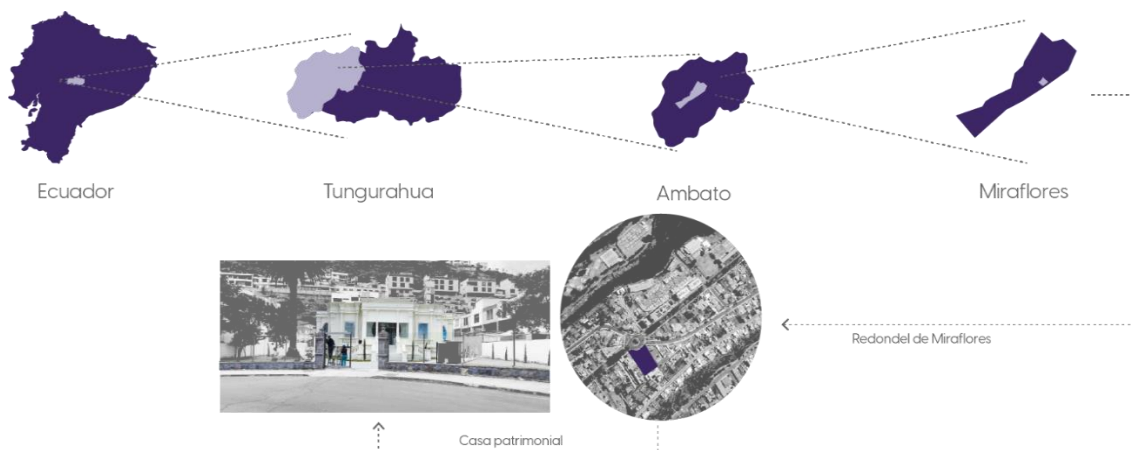 Ecuador
Tungurahua
Ambato
Miraflores
Redondel de Miraflores
Casa patrimonial